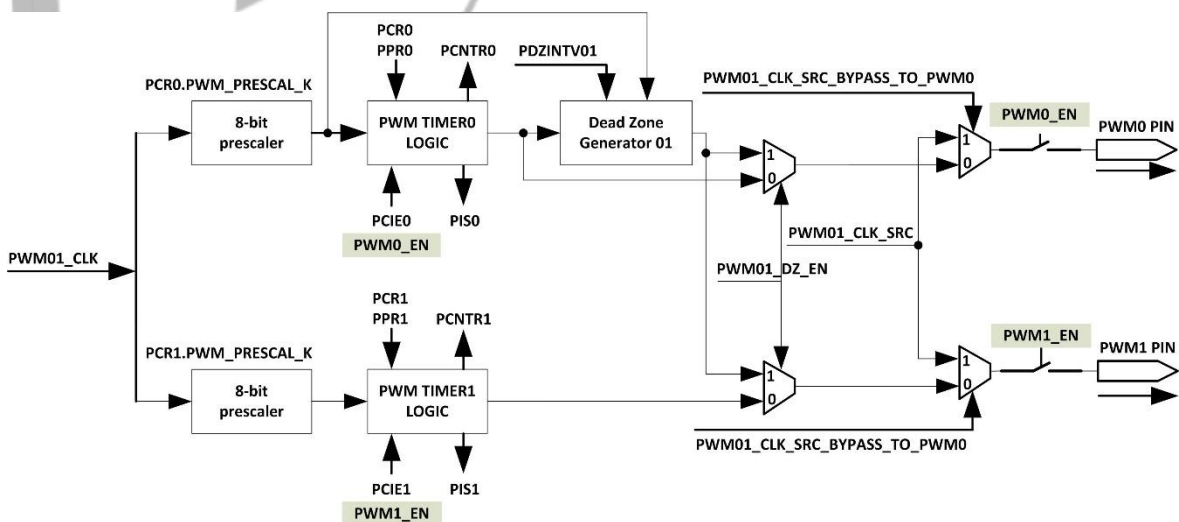 PCR0
PPR0
PCNTR0
PDZINTV01
PCR0.PWM_PRESCAL_K
PWM01_CLK_SRC_BYPASS_TO_PWM0
8-bit
prescaler
PWM TIMER0
LOGIC
Dead Zone
Generator 01
PWM0_EN
PWM0 PIN
1
0
1
0
PCIE0
PIS0
PWM0_EN
PWM01_CLK_SRC
PWM01_CLK
PWM01_DZ_EN
PCR1
PPR1
PCNTR1
PCR1.PWM_PRESCAL_K
PWM1_EN
PWM1 PIN
8-bit
prescaler
PWM TIMER1
LOGIC
1
0
1
0
PWM01_CLK_SRC_BYPASS_TO_PWM0
PCIE1
PIS1
PWM1_EN